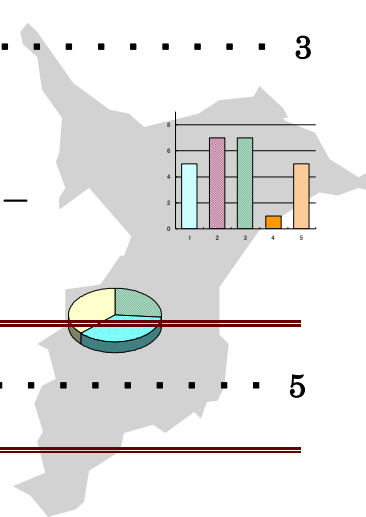 . . . . . . . . . 3
8
6
4
2
0
1 2 3 4 5
—
. . . . . . . . . 5